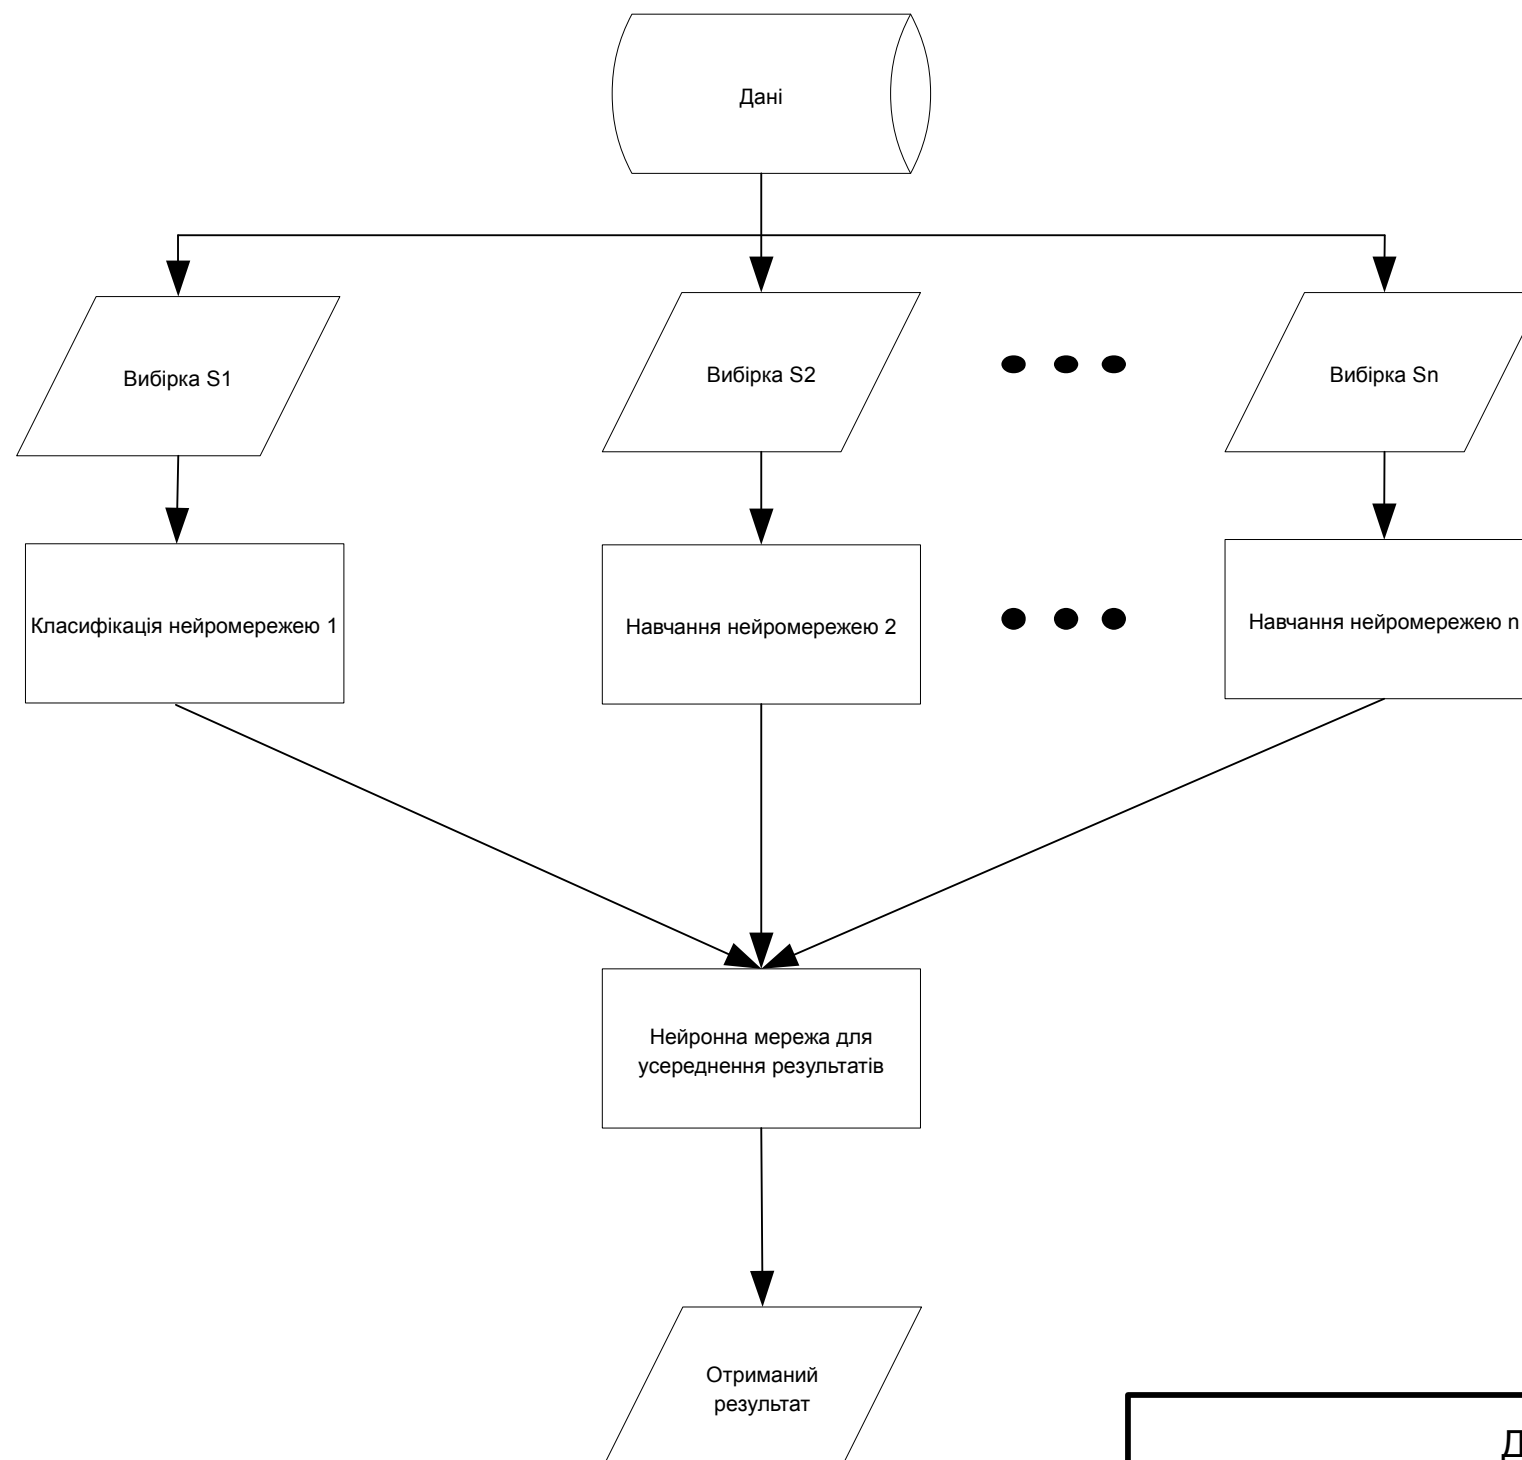 Дані
Вибірка S1
Вибірка S2
Вибірка Sn
Класифікація нейромережею 1
Навчання нейромережею 2
Навчання нейромережею n
Нейронна мережа для
усереднення результатів
Отриманий
результат